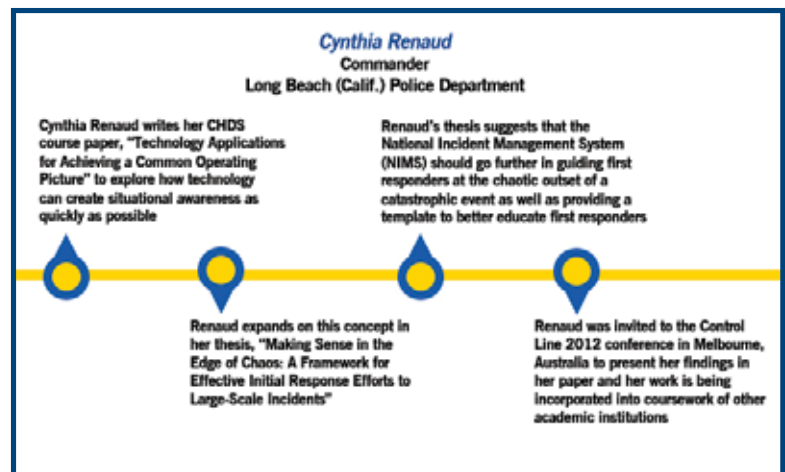 Cynthia Renaud
Commander
Long Beach (Calif.) Police Department
Cynthia Renaud writes her CHDS
course paper, "Technology Applications
for Achieving a Common Operating
Picture" to explore how technology
can create situational awareness as
quickly as possible
Renaud expands on this concept in
her thesis, "Making Sense in the
Edge of Chaos: A Framework for
Effective Initial Response Efforts to
Large-Scale Incidents"
Renaud's thesis suggests that the
National Incident Management System
(NIMS) should go further in guiding first
responders at the chaotic outset of a
catastrophic event as well as providing a
template to better educate first responders
Renaud was invited to the Control
Line 2012 conference in Melbourne,
Australia to present her findings in
her paper and her work is being
incorporated into coursework of other
academic institutions